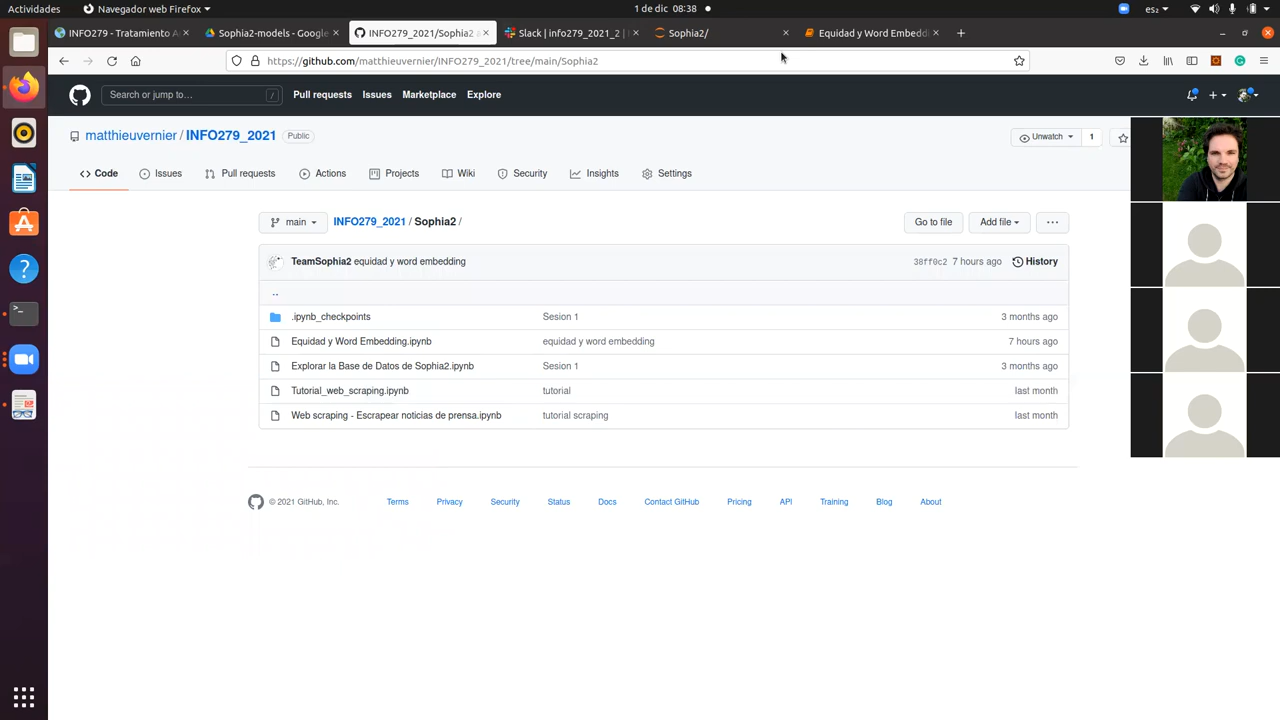 Actividades
Navegador web Firefox
1 de dic 08:38
es₂
INFO279 - Tratamiento A
Sophia2-models - Google
INFO279_2021/Sophia2 a
Slack | info279_2021_2 |
Sophia2/
Equidad y Word Embeddi
https://github.com/matthieuvernier/INFO279_2021/tree/main/Sophia2
Search or jump to… /
Pull requests Issues Marketplace Explore
matthieuvernier / INFO279_2021 Public
Unwatch 1
Code Issues Pull requests Actions Projects Wiki Security Insights Settings
main INFO279_2021 / Sophia2 / Go to file Add file ...
TeamSophia2 equidad y word embedding 38ff0c2 7 hours ago History
..
.ipynb_checkpoints Sesion 1 3 months ago
Equidad y Word Embedding.ipynb equidad y word embedding 7 hours ago
Explorar la Base de Datos de Sophia2.ipynb Sesion 1 3 months ago
Tutorial_web_scraping.ipynb tutorial last month
Web scraping - Escrapear noticias de prensa.ipynb tutorial scraping last month
© 2021 GitHub, Inc. Terms Privacy Security Status Docs Contact GitHub Pricing API Training Blog About